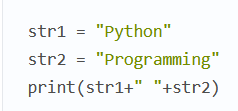 str1 = "Python"
str2 = "Programming"
print(str1+" "+str2)